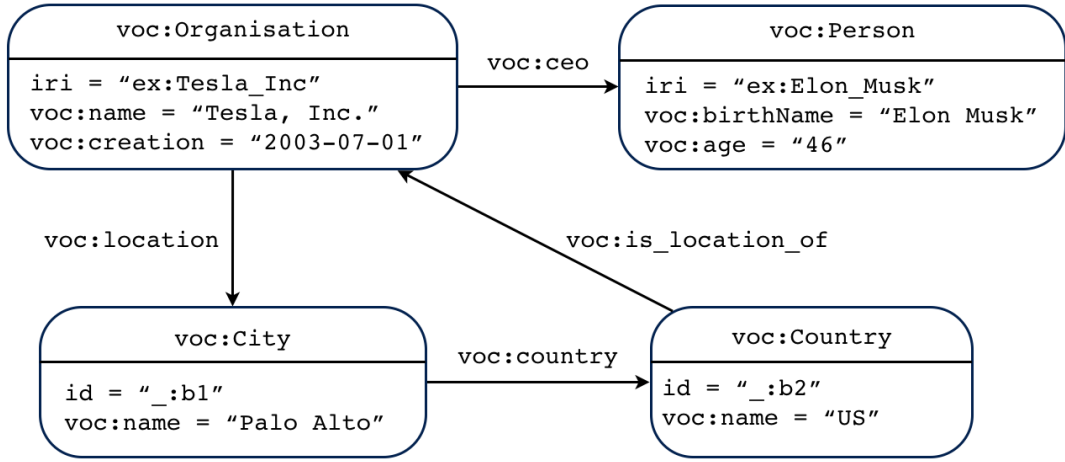 voc:Organisation
iri = “ex:Tesla_Inc”
voc:name = “Tesla, Inc.”
voc:creation = “2003-07-01”
voc:ceo
voc:Person
iri = “ex:Elon_Musk”
voc:birthName = “Elon Musk”
voc:age = “46”
voc:location
voc:is_location_of
voc:City
id = “_:b1”
voc:name = “Palo Alto”
voc:country
voc:Country
id = “_:b2”
voc:name = “US”